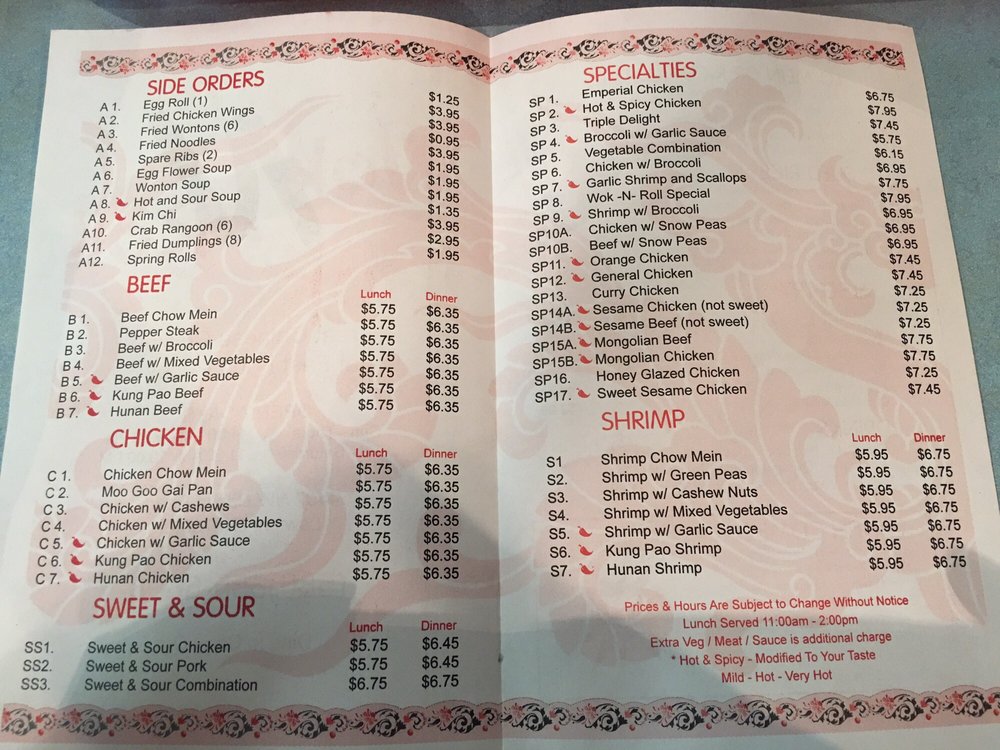 SIDE ORDERS
A 1. Egg Roll (1) $1.25
A 2. Fried Chicken Wings $3.95
A 3. Fried Wontons (6) $3.95
A 4. Fried Noodles $0.95
A 5. Spare Ribs (2) $3.95
A 6. Egg Flower Soup $1.95
A 7. Wonton Soup $1.95
A 8. Hot and Sour Soup $1.95
A 9. Kim Chi $1.35
A10. Crab Rangoon (6) $3.95
A11. Fried Dumplings (8) $2.95
A12. Spring Rolls $1.95
BEEF
Lunch Dinner
B 1. Beef Chow Mein $5.75 $6.35
B 2. Pepper Steak $5.75 $6.35
B 3. Beef w/ Broccoli $5.75 $6.35
B 4. Beef w/ Mixed Vegetables $5.75 $6.35
B 5. Beef w/ Garlic Sauce $5.75 $6.35
B 6. Kung Pao Beef $5.75 $6.35
B 7. Hunan Beef $5.75 $6.35
CHICKEN
Lunch Dinner
C 1. Chicken Chow Mein $5.75 $6.35
C 2. Moo Goo Gai Pan $5.75 $6.35
C 3. Chicken w/ Cashews $5.75 $6.35
C 4. Chicken w/ Mixed Vegetables $5.75 $6.35
C 5. Chicken w/ Garlic Sauce $5.75 $6.35
C 6. Kung Pao Chicken $5.75 $6.35
C 7. Hunan Chicken $5.75 $6.35
SWEET & SOUR
Lunch Dinner
SS1. Sweet & Sour Chicken $5.75 $6.45
SS2. Sweet & Sour Pork $5.75 $6.45
SS3. Sweet & Sour Combination $6.75 $6.75
SPECIALTIES
SP 1. Emperial Chicken $6.75
SP 2. Hot & Spicy Chicken $7.95
SP 3. Triple Delight $7.45
SP 4. Broccoli w/ Garlic Sauce $5.75
SP 5. Vegetable Combination $6.15
SP 6. Chicken w/ Broccoli $6.95
SP 7. Garlic Shrimp and Scallops $7.75
SP 8. Wok -N- Roll Special $7.95
SP 9. Shrimp w/ Broccoli $6.95
SP10A. Chicken w/ Snow Peas $6.95
SP10B. Beef w/ Snow Peas $6.95
SP11. Orange Chicken $7.45
SP12. General Chicken $7.45
SP13. Curry Chicken $7.25
SP14A. Sesame Chicken (not sweet) $7.25
SP14B. Sesame Beef (not sweet) $7.25
SP15A. Mongolian Beef $7.75
SP15B. Mongolian Chicken $7.75
SP16. Honey Glazed Chicken $7.25
SP17. Sweet Sesame Chicken $7.45
SHRIMP
Lunch Dinner
S1 Shrimp Chow Mein $5.95 $6.75
S2. Shrimp w/ Green Peas $5.95 $6.75
S3. Shrimp w/ Cashew Nuts $5.95 $6.75
S4. Shrimp w/ Mixed Vegetables $5.95 $6.75
S5. Shrimp w/ Garlic Sauce $5.95 $6.75
S6. Kung Pao Shrimp $5.95 $6.75
S7. Hunan Shrimp $5.95 $6.75
Prices & Hours Are Subject to Change Without Notice
Lunch Served 11:00am - 2:00pm
Extra Veg / Meat / Sauce is additional charge
* Hot & Spicy - Modified To Your Taste
Mild - Hot - Very Hot